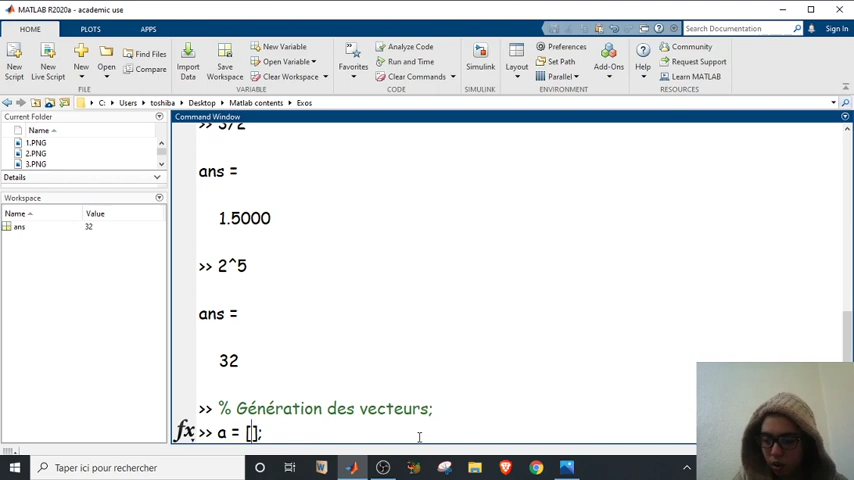 MATLAB R2020a - academic use
HOME PLOTS APPS
Search Documentation Sign In
New Script
New Live Script
New
Open
Find Files
Compare
FILE
Import Data
Save Workspace
New Variable
Open Variable
Clear Workspace
VARIABLE
Favorites
Analyze Code
Run and Time
Clear Commands
CODE
Simulink
SIMULINK
Layout
Preferences
Set Path
Parallel
Add-Ons
ENVIRONMENT
Help
Community
Request Support
Learn MATLAB
RESOURCES
C: Users toshiba Desktop Matlab contents Exos
Current Folder
Name
1.PNG
2.PNG
3.PNG
Details
Workspace
Name Value
ans 32
Command Window
>> 3/2
ans =
1.5000
>> 2^5
ans =
32
>> % Génération des vecteurs;
fx >> a = [];
Taper ici pour rechercher